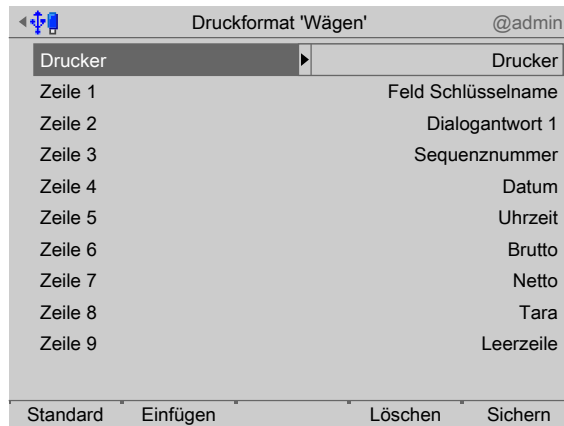 Druckformat 'Wägen' @admin
Drucker Drucker
Zeile 1 Feld Schlüsselname
Zeile 2 Dialogantwort 1
Zeile 3 Sequenznummer
Zeile 4 Datum
Zeile 5 Uhrzeit
Zeile 6 Brutto
Zeile 7 Netto
Zeile 8 Tara
Zeile 9 Leerzeile
Standard Einfügen Löschen Sichern